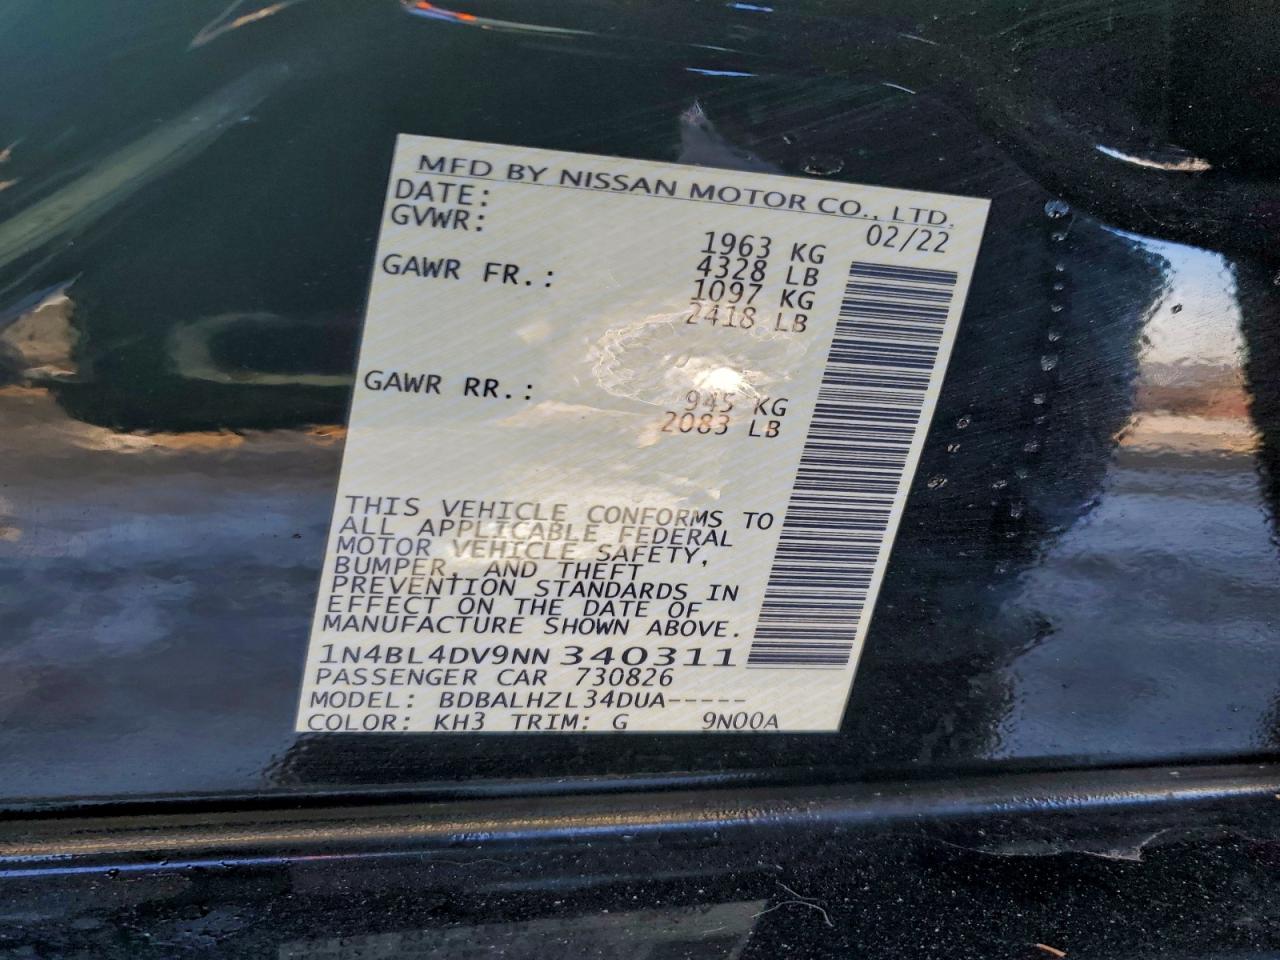 MFD BY NISSAN MOTOR CO., LTD.
DATE: 02/22
GVWR: 1963 KG
4328 LB
GAWR FR.: 1097 KG
2418 LB
GAWR RR.: 945 KG
2083 LB
THIS VEHICLE CONFORMS TO
ALL APPLICABLE FEDERAL
MOTOR VEHICLE SAFETY,
BUMPER, AND THEFT
PREVENTION STANDARDS IN
EFFECT ON THE DATE OF
MANUFACTURE SHOWN ABOVE.
1N4BL4DV9NN340311
PASSENGER CAR 730826
MODEL: BDBALHZL34DUA-----
COLOR: KH3 TRIM: G 9N00A